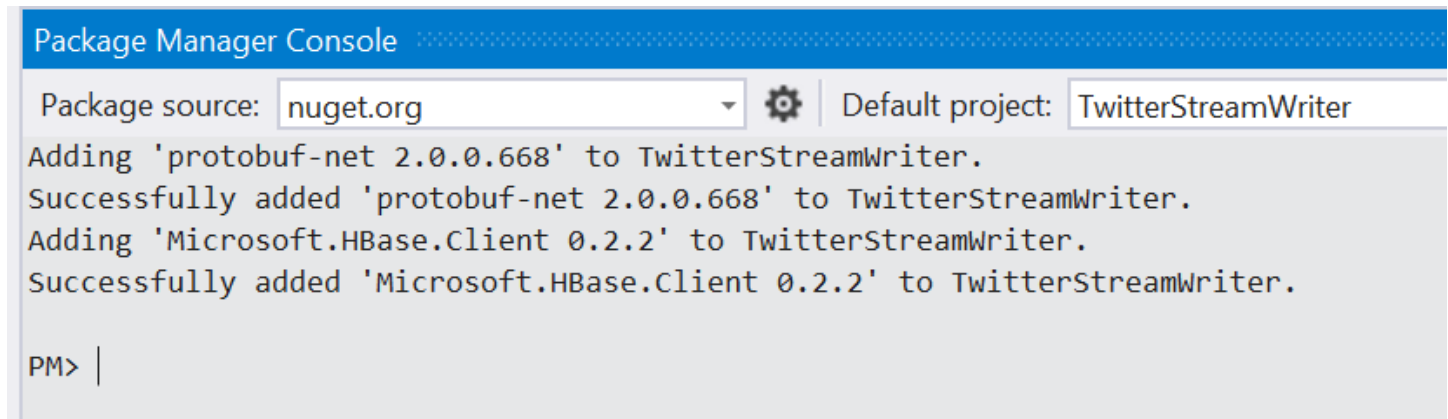 Package Manager Console
Package source: nuget.org Default project: TwitterStreamWriter
Adding 'protobuf-net 2.0.0.668' to TwitterStreamWriter.
Successfully added 'protobuf-net 2.0.0.668' to TwitterStreamWriter.
Adding 'Microsoft.HBase.Client 0.2.2' to TwitterStreamWriter.
Successfully added 'Microsoft.HBase.Client 0.2.2' to TwitterStreamWriter.
PM>